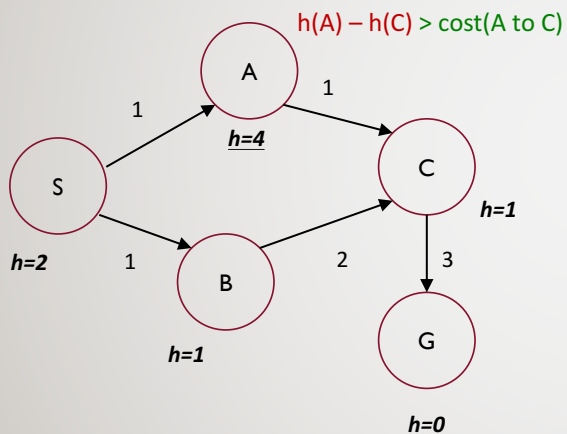 h(A) – h(C) > cost(A to C)
A
1
1
h=4
S
C
h=2
h=1
1
2
3
B
h=1
G
h=0